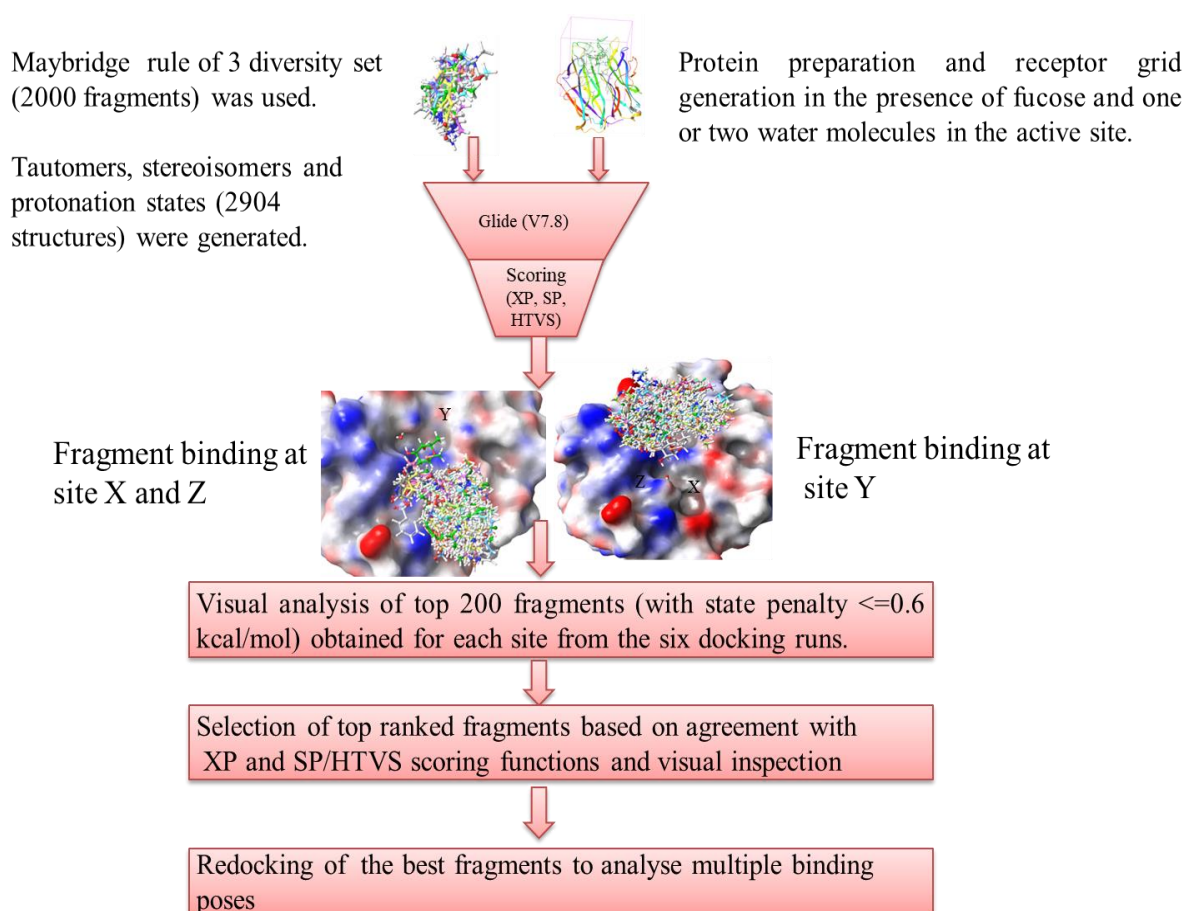 Maybridge rule of 3 diversity set
(2000 fragments) was used.
Tautomers, stereoisomers and
protonation states (2904
structures) were generated.
Protein preparation and receptor grid
generation in the presence of fucose and one
or two water molecules in the active site.
Glide (V7.8)
Scoring
(XP, SP,
HTVS)
Fragment binding at
site X and Z
Y
Z
X
Fragment binding at
site Y
Visual analysis of top 200 fragments (with state penalty <=0.6
kcal/mol) obtained for each site from the six docking runs.
Selection of top ranked fragments based on agreement with
XP and SP/HTVS scoring functions and visual inspection
Redocking of the best fragments to analyse multiple binding
poses